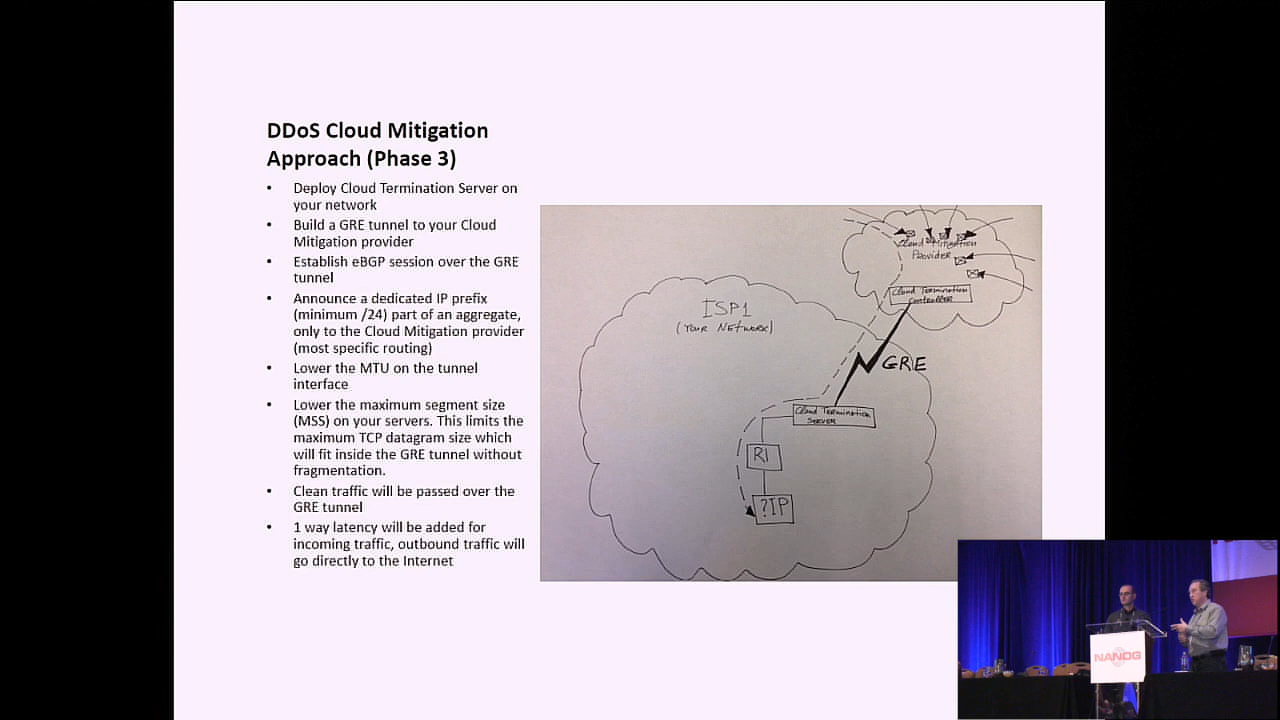 DDoS Cloud Mitigation
Approach (Phase 3)
• Deploy Cloud Termination Server on
your network
• Build a GRE tunnel to your Cloud
Mitigation provider
• Establish eBGP session over the GRE
tunnel
• Announce a dedicated IP prefix
(minimum /24) part of an aggregate,
only to the Cloud Mitigation provider
(most specific routing)
• Lower the MTU on the tunnel
interface
• Lower the maximum segment size
(MSS) on your servers. This limits the
maximum TCP datagram size which
will fit inside the GRE tunnel without
fragmentation.
• Clean traffic will be passed over the
GRE tunnel
• 1 way latency will be added for
incoming traffic, outbound traffic will
go directly to the Internet
Cloud Mitigation
Provider
Cloud Termination
Controller
ISP1
(Your Network)
GRE
Cloud Termination
Server
R1
?IP
NANOG